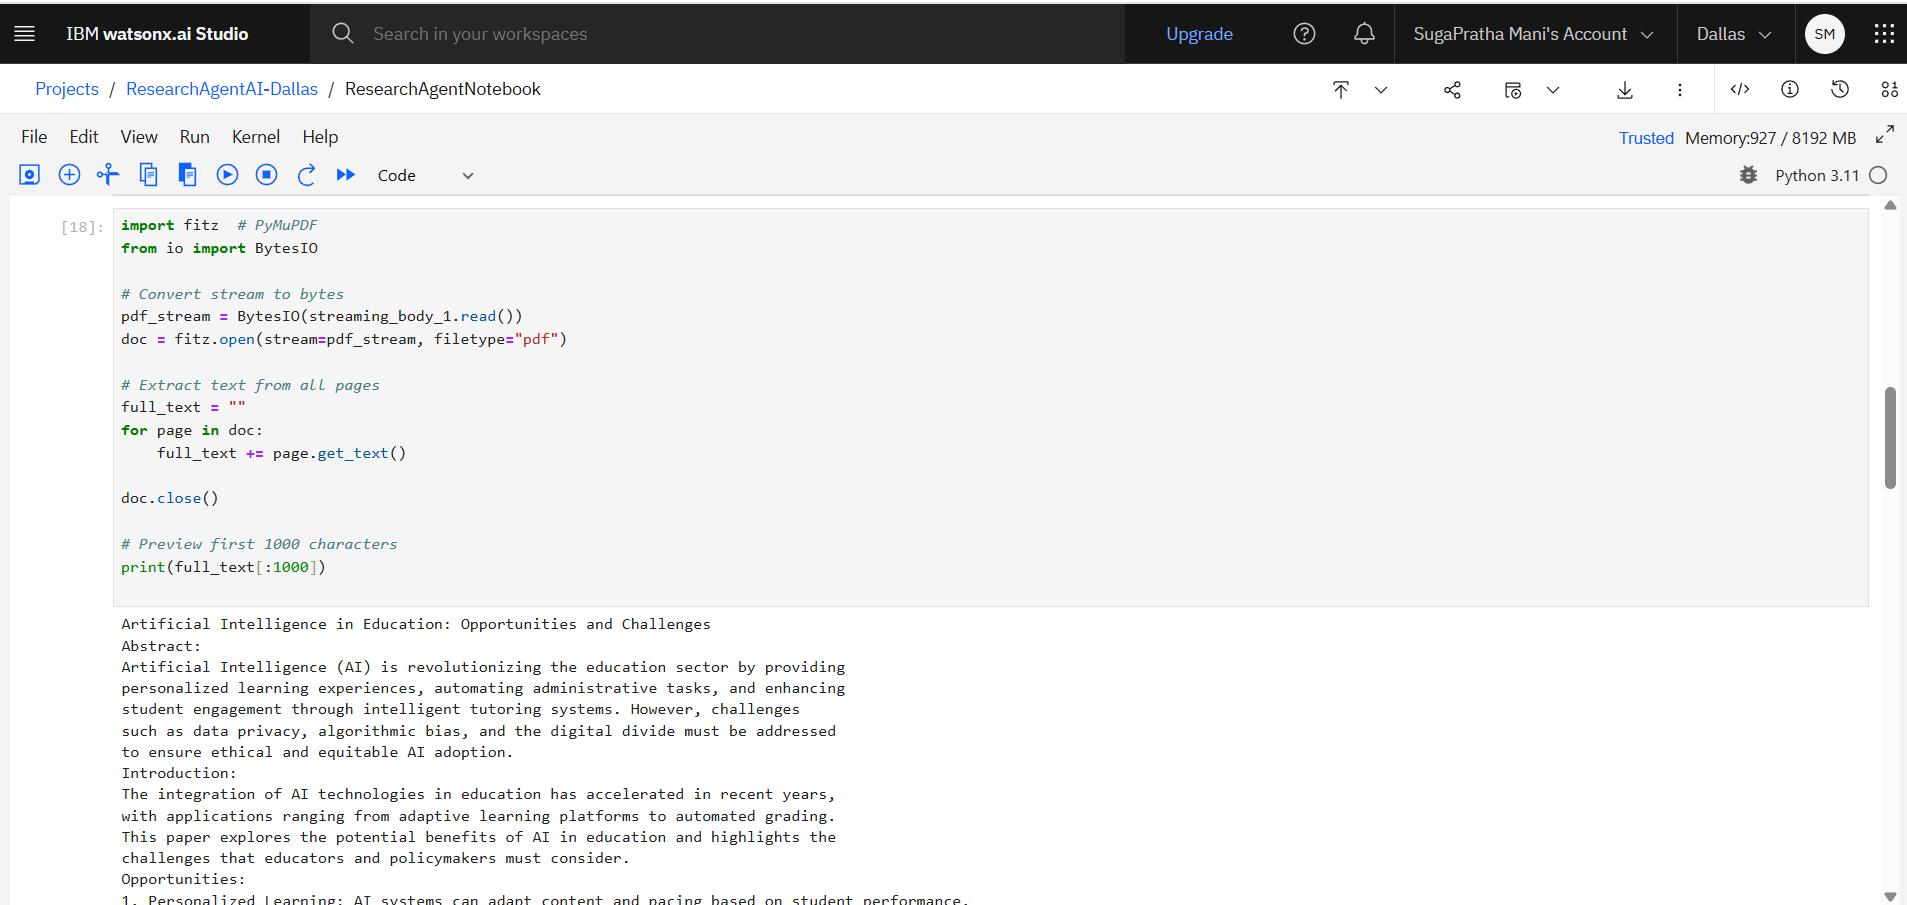 IBM watsonx.ai Studio
Search in your workspaces
Upgrade
SugaPratha Mani's Account
Dallas
SM
Projects / ResearchAgentAI-Dallas / ResearchAgentNotebook
File Edit View Run Kernel Help
Trusted Memory:927 / 8192 MB
Code
Python 3.11
[18]:
import fitz  # PyMuPDF
from io import BytesIO
# Convert stream to bytes
pdf_stream = BytesIO(streaming_body_1.read())
doc = fitz.open(stream=pdf_stream, filetype="pdf")
# Extract text from all pages
full_text = ""
for page in doc:
    full_text += page.get_text()
doc.close()
# Preview first 1000 characters
print(full_text[:1000])
Artificial Intelligence in Education: Opportunities and Challenges
Abstract:
Artificial Intelligence (AI) is revolutionizing the education sector by providing
personalized learning experiences, automating administrative tasks, and enhancing
student engagement through intelligent tutoring systems. However, challenges
such as data privacy, algorithmic bias, and the digital divide must be addressed
to ensure ethical and equitable AI adoption.
Introduction:
The integration of AI technologies in education has accelerated in recent years,
with applications ranging from adaptive learning platforms to automated grading.
This paper explores the potential benefits of AI in education and highlights the
challenges that educators and policymakers must consider.
Opportunities:
1. Personalized Learning: AI systems can adapt content and pacing based on student performance.